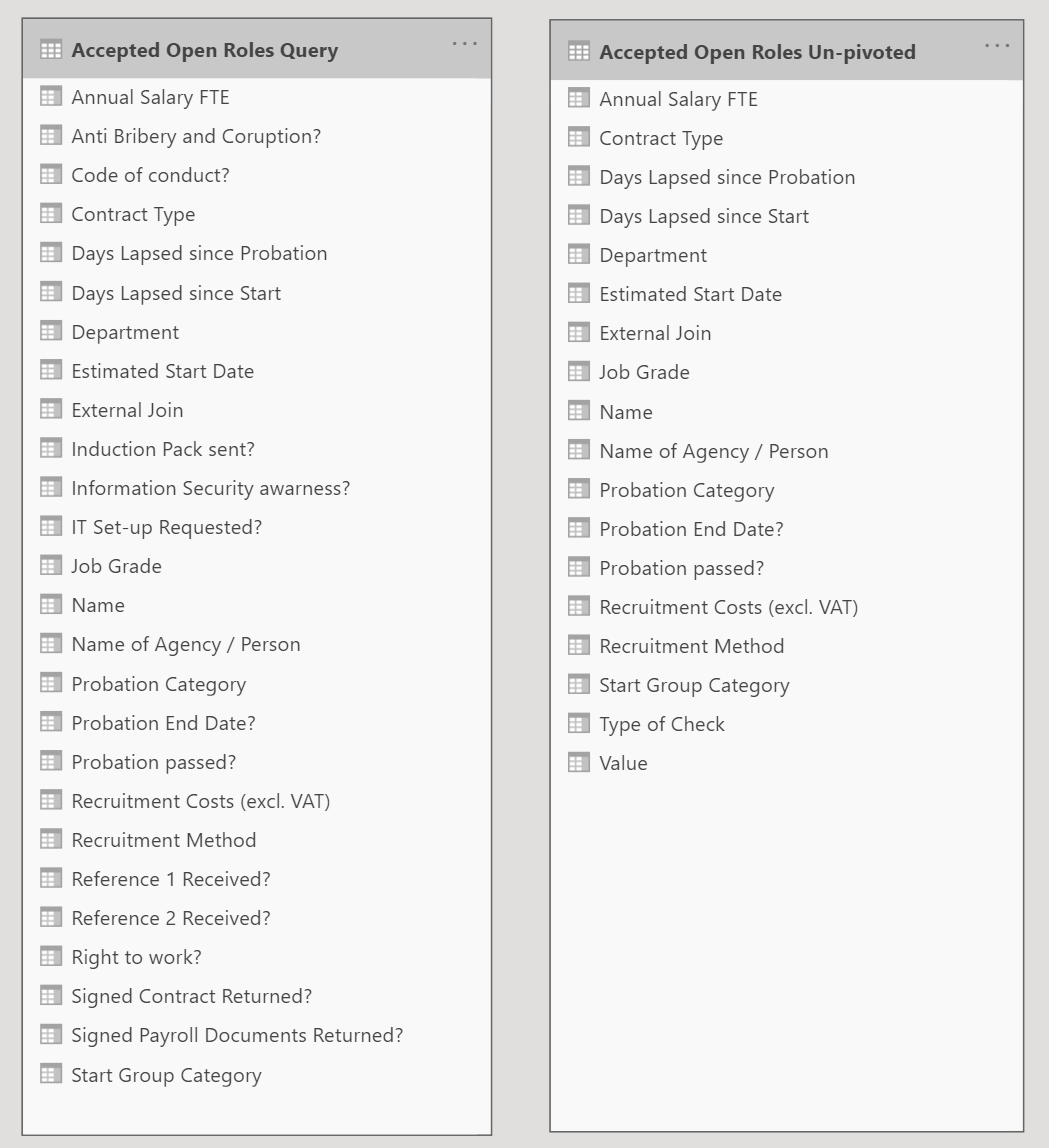 Accepted Open Roles Query
Annual Salary FTE
Anti Bribery and Coruption?
Code of conduct?
Contract Type
Days Lapsed since Probation
Days Lapsed since Start
Department
Estimated Start Date
External Join
Induction Pack sent?
Information Security awarness?
IT Set-up Requested?
Job Grade
Name
Name of Agency / Person
Probation Category
Probation End Date?
Probation passed?
Recruitment Costs (excl. VAT)
Recruitment Method
Reference 1 Received?
Reference 2 Received?
Right to work?
Signed Contract Returned?
Signed Payroll Documents Returned?
Start Group Category
Accepted Open Roles Un-pivoted
Annual Salary FTE
Contract Type
Days Lapsed since Probation
Days Lapsed since Start
Department
Estimated Start Date
External Join
Job Grade
Name
Name of Agency / Person
Probation Category
Probation End Date?
Probation passed?
Recruitment Costs (excl. VAT)
Recruitment Method
Start Group Category
Type of Check
Value